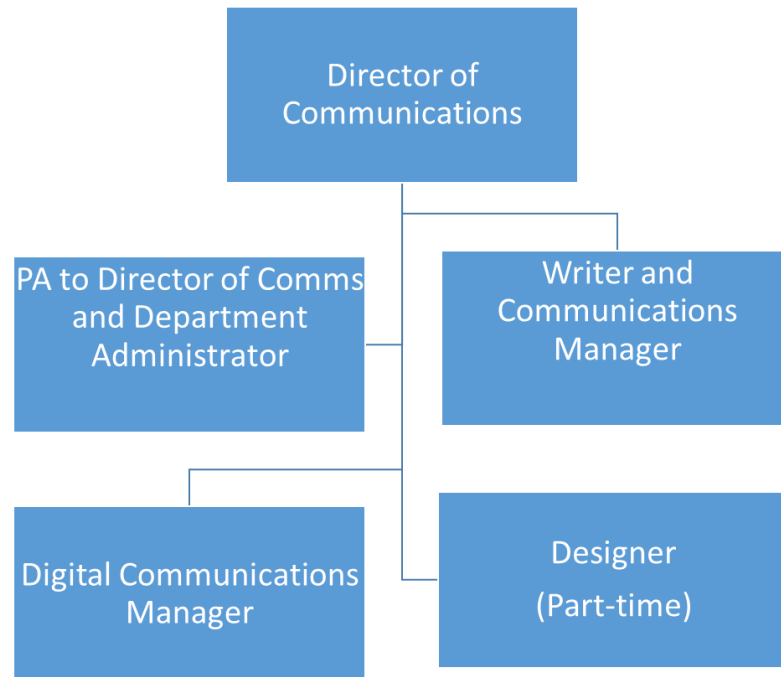 Director of
Communications
PA to Director of Comms
and Department
Administrator
Writer and
Communications
Manager
Digital Communications
Manager
Designer
(Part-time)